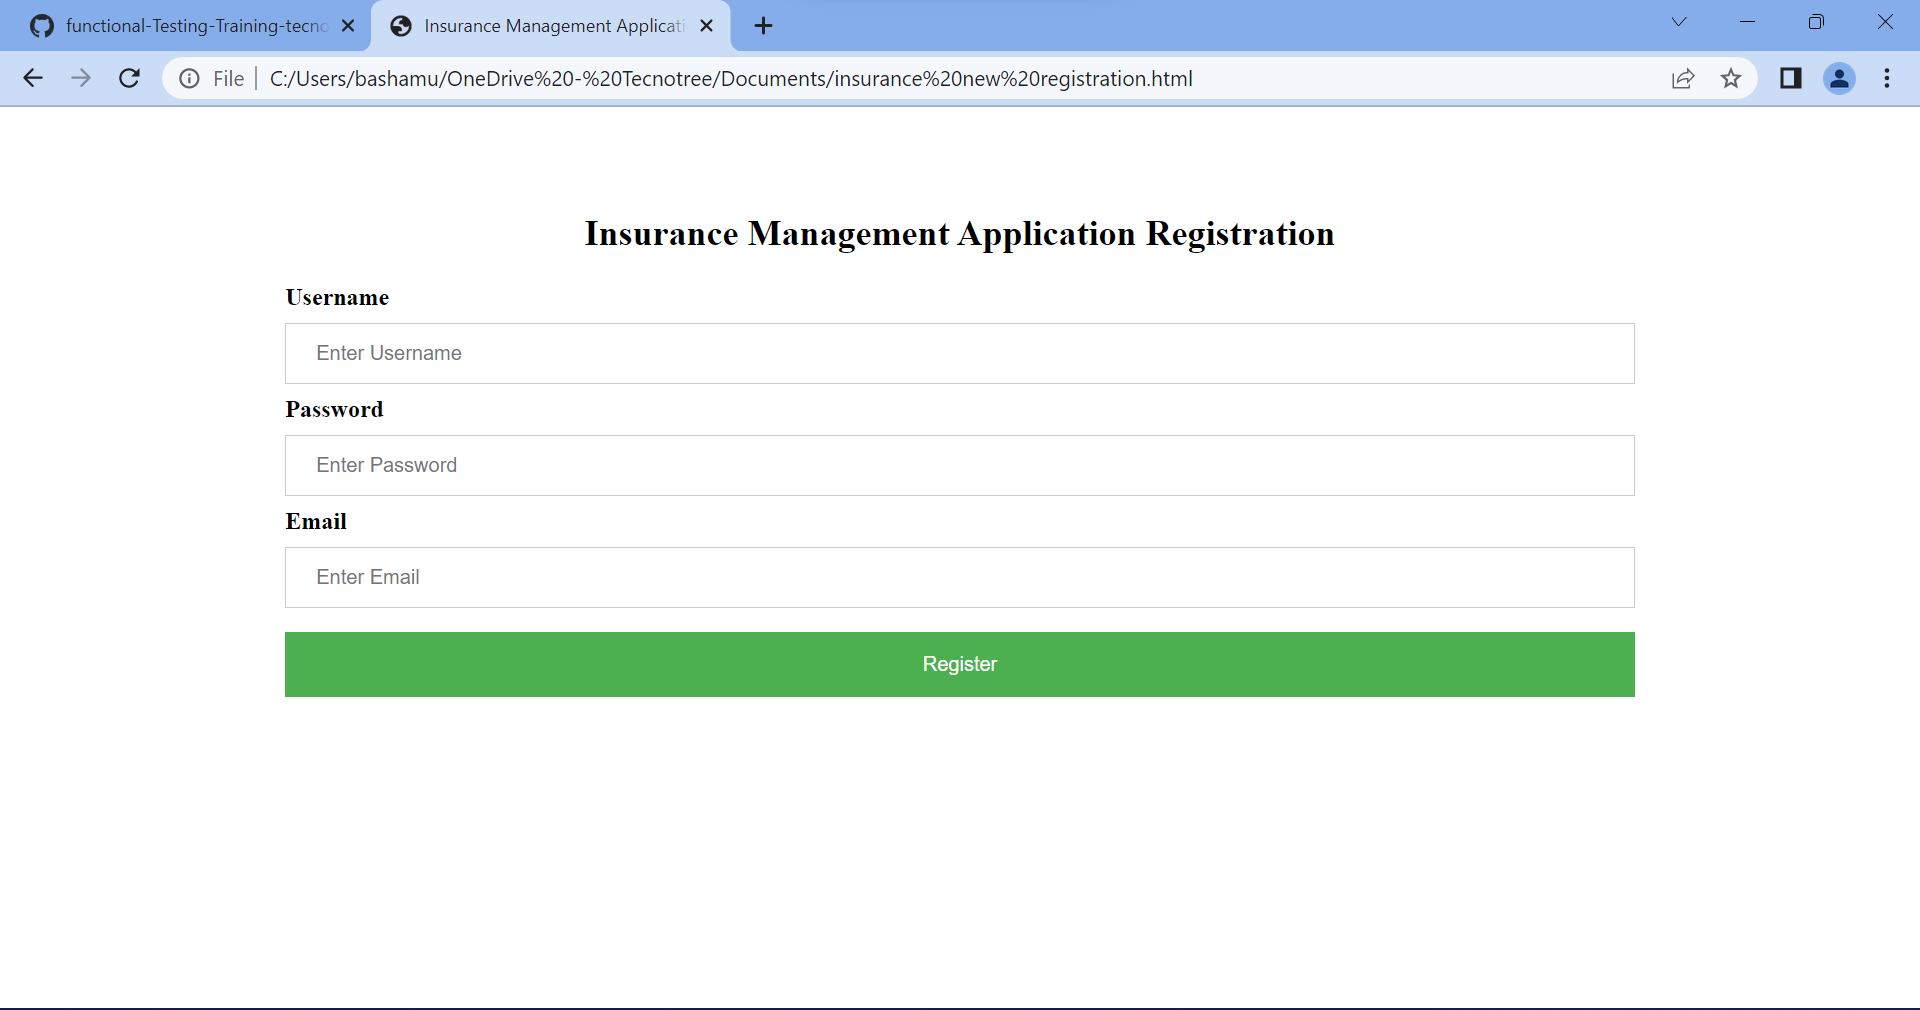 functional-Testing-Training-tecno
Insurance Management Applicati
File
C:/Users/bashamu/OneDrive%20-%20Tecnotree/Documents/insurance%20new%20registration.html
Insurance Management Application Registration
Username
Enter Username
Password
Enter Password
Email
Enter Email
Register